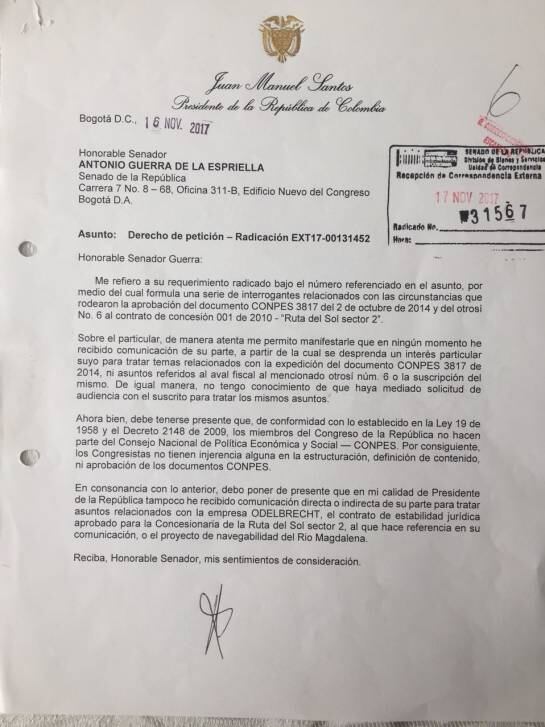 Juan Manuel Santos
Presidente de la República de Colombia
6
Bogotá D.C., 16 NOV. 2017
Honorable Senador
ANTONIO GUERRA DE LA ESPRIELLA
Senado de la República
Carrera 7 No. 8 – 68, Oficina 311-B, Edificio Nuevo del Congreso
Bogotá D.A.
SENADO DE LA REPÚBLICA
División de Bienes y Servicios
Unidad de Correspondencia
Recepción de Correspondencia Externa
17 NOV 2017
31567
Radicado No.
Hora:
Asunto: Derecho de petición – Radicación EXT17-00131452
Honorable Senador Guerra:
Me refiero a su requerimiento radicado bajo el número referenciado en el asunto, por
medio del cual formula una serie de interrogantes relacionados con las circunstancias que
rodearon la aprobación del documento CONPES 3817 del 2 de octubre de 2014 y del otrosí
No. 6 al contrato de concesión 001 de 2010 - “Ruta del Sol sector 2”.
Sobre el particular, de manera atenta me permito manifestarle que en ningún momento he
recibido comunicación de su parte, a partir de la cual se desprenda un interés particular
suyo para tratar temas relacionados con la expedición del documento CONPES 3817 de
2014, ni asuntos referidos al aval fiscal al mencionado otrosí núm. 6 o la suscripción del
mismo. De igual manera, no tengo conocimiento de que haya mediado solicitud de
audiencia con el suscrito para tratar los mismos asuntos.
Ahora bien, debe tenerse presente que, de conformidad con lo establecido en la Ley 19 de
1958 y el Decreto 2148 de 2009, los miembros del Congreso de la República no hacen
parte del Consejo Nacional de Política Económica y Social — CONPES. Por consiguiente,
los Congresistas no tienen injerencia alguna en la estructuración, definición de contenido,
ni aprobación de los documentos CONPES.
En consonancia con lo anterior, debo poner de presente que en mi calidad de Presidente
de la República tampoco he recibido comunicación directa o indirecta de su parte para tratar
asuntos relacionados con la empresa ODELBRECHT, el contrato de estabilidad jurídica
aprobado para la Concesionaria de la Ruta del Sol sector 2, al que hace referencia en su
comunicación, o el proyecto de navegabilidad del Rio Magdalena.
Reciba, Honorable Senador, mis sentimientos de consideración.